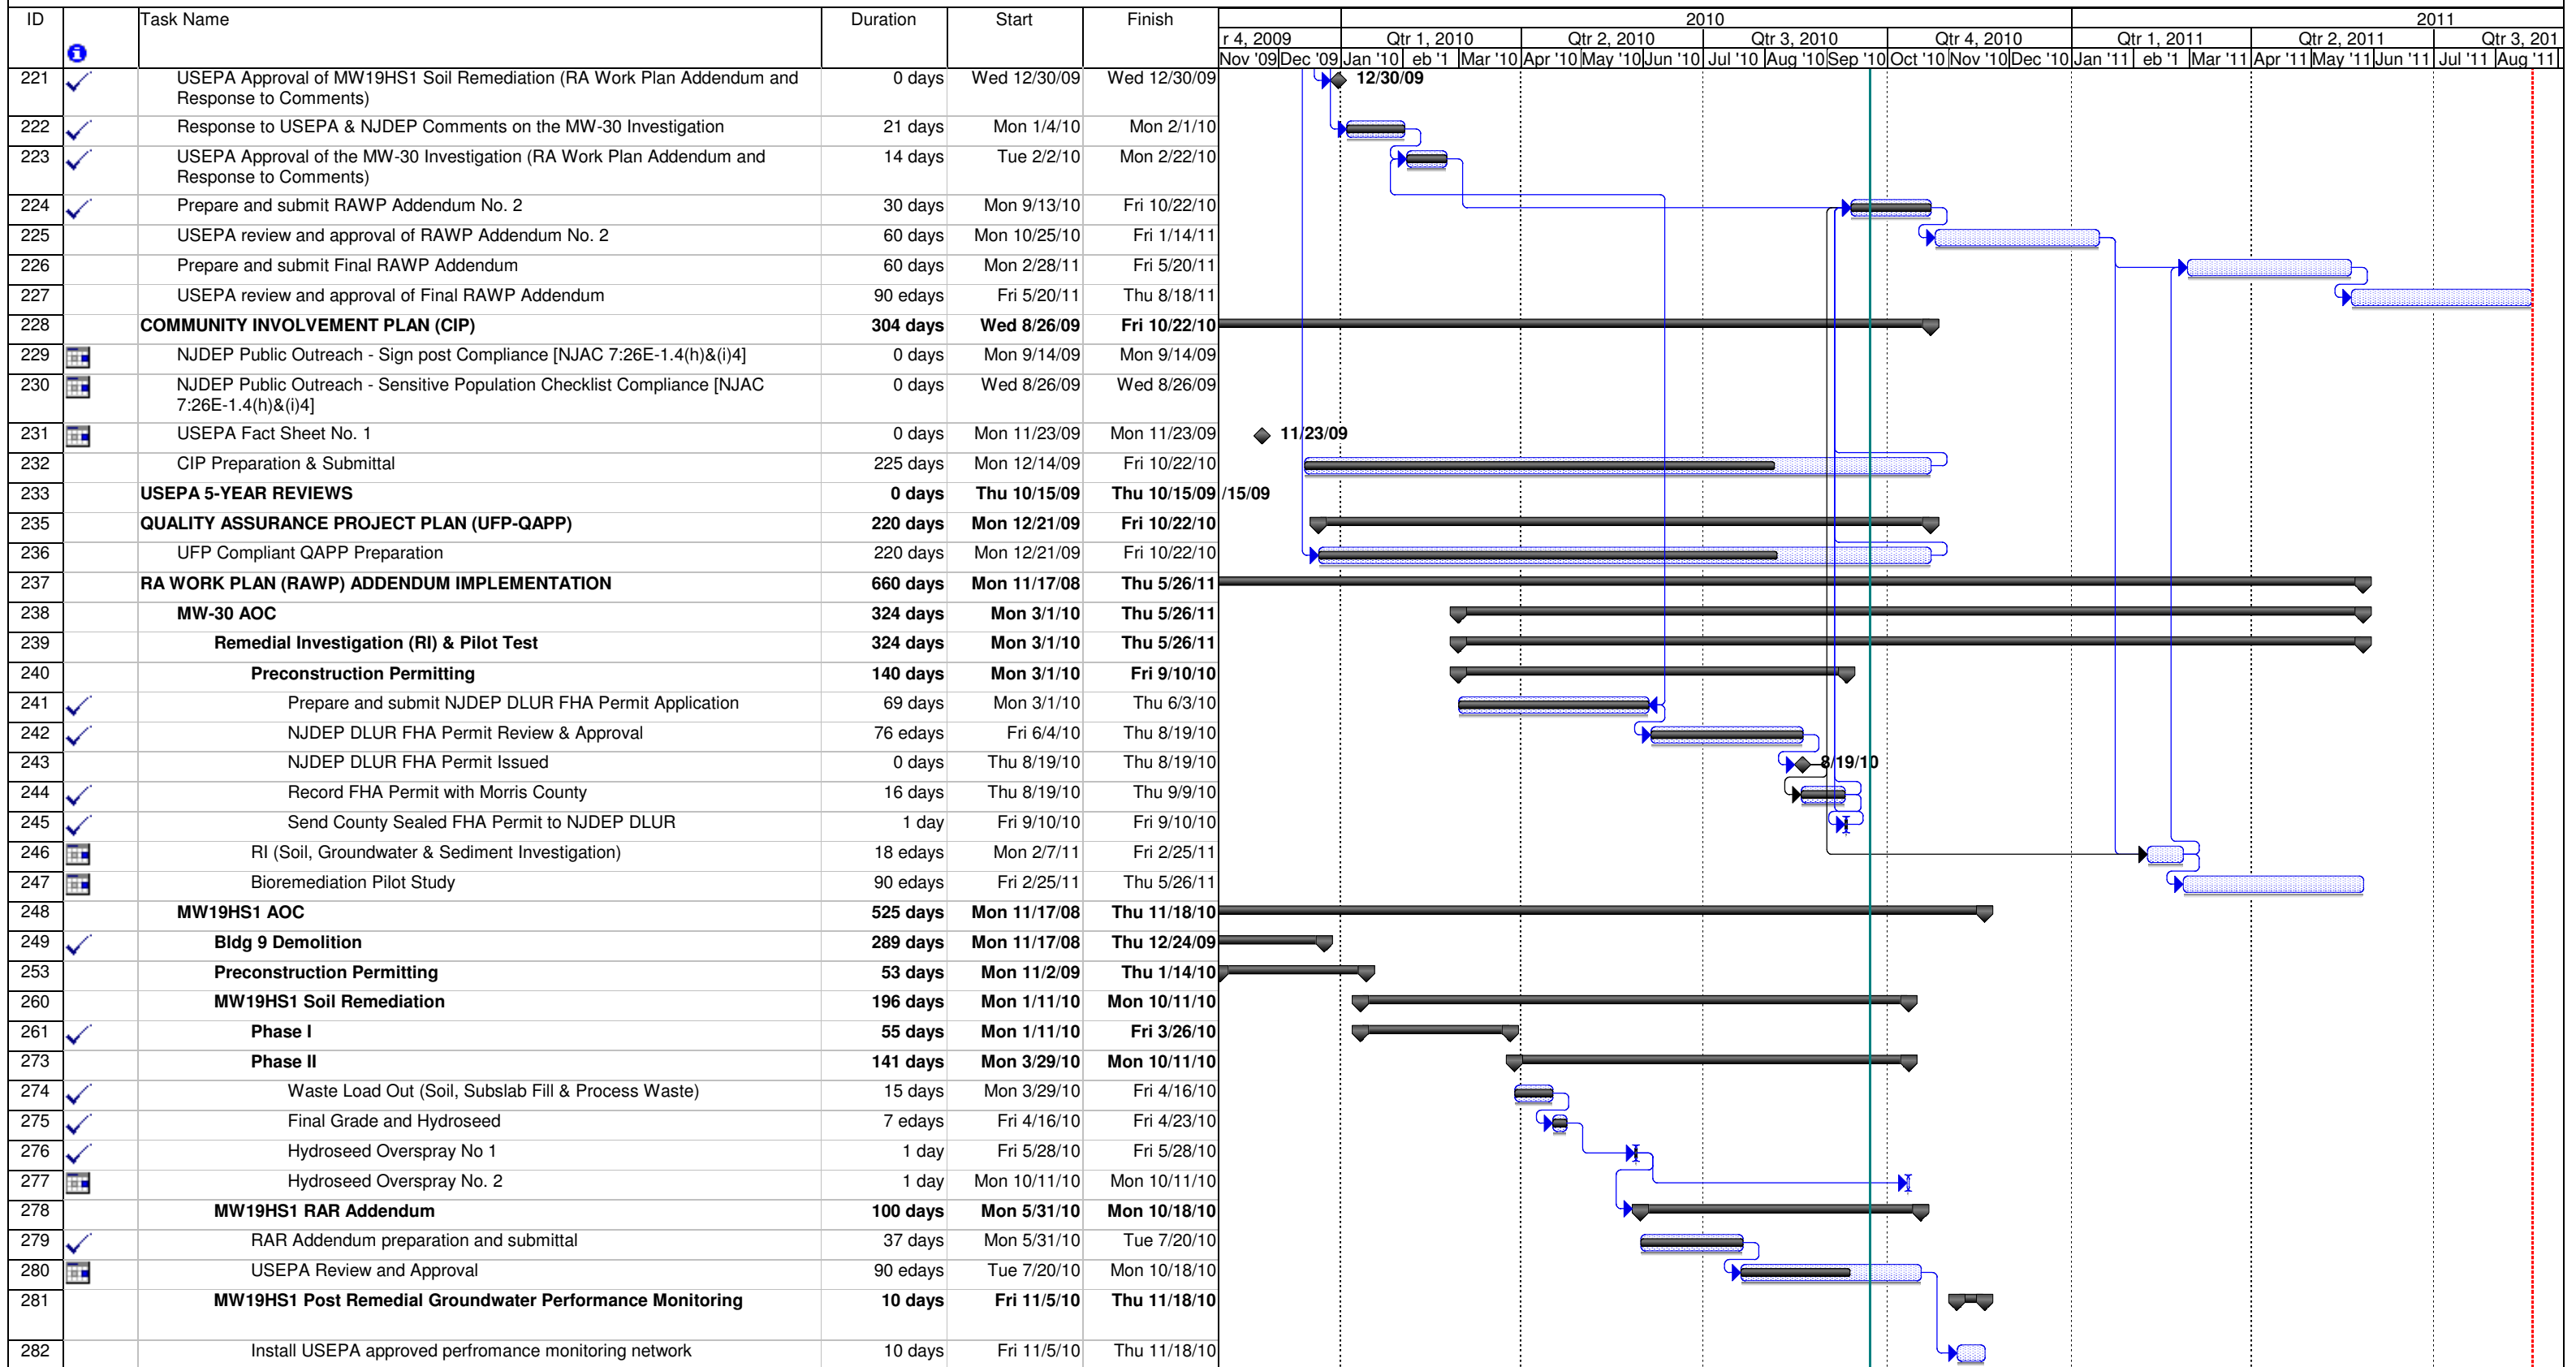 ID Task Name Duration Start Finish 2010 2011
r 4, 2009 Qtr 1, 2010 Qtr 2, 2010 Qtr 3, 2010 Qtr 4, 2010 Qtr 1, 2011 Qtr 2, 2011 Qtr 3, 201
Nov '09 Dec '09 Jan '10 eb '1 Mar '10 Apr '10 May '10 Jun '10 Jul '10 Aug '10 Sep '10 Oct '10 Nov '10 Dec '10 Jan '11 eb '1 Mar '11 Apr '11 May '11 Jun '11 Jul '11 Aug '11
221 USEPA Approval of MW19HS1 Soil Remediation (RA Work Plan Addendum and 0 days Wed 12/30/09 Wed 12/30/09 12/30/09
Response to Comments)
222 Response to USEPA & NJDEP Comments on the MW-30 Investigation 21 days Mon 1/4/10 Mon 2/1/10
223 USEPA Approval of the MW-30 Investigation (RA Work Plan Addendum and 14 days Tue 2/2/10 Mon 2/22/10
Response to Comments)
224 Prepare and submit RAWP Addendum No. 2 30 days Mon 9/13/10 Fri 10/22/10
225 USEPA review and approval of RAWP Addendum No. 2 60 days Mon 10/25/10 Fri 1/14/11
226 Prepare and submit Final RAWP Addendum 60 days Mon 2/28/11 Fri 5/20/11
227 USEPA review and approval of Final RAWP Addendum 90 edays Fri 5/20/11 Thu 8/18/11
228 COMMUNITY INVOLVEMENT PLAN (CIP) 304 days Wed 8/26/09 Fri 10/22/10
229 NJDEP Public Outreach - Sign post Compliance [NJAC 7:26E-1.4(h)&(i)4] 0 days Mon 9/14/09 Mon 9/14/09
230 NJDEP Public Outreach - Sensitive Population Checklist Compliance [NJAC 0 days Wed 8/26/09 Wed 8/26/09
7:26E-1.4(h)&(i)4]
231 USEPA Fact Sheet No. 1 0 days Mon 11/23/09 Mon 11/23/09 11/23/09
232 CIP Preparation & Submittal 225 days Mon 12/14/09 Fri 10/22/10
233 USEPA 5-YEAR REVIEWS 0 days Thu 10/15/09 Thu 10/15/09 /15/09
235 QUALITY ASSURANCE PROJECT PLAN (UFP-QAPP) 220 days Mon 12/21/09 Fri 10/22/10
236 UFP Compliant QAPP Preparation 220 days Mon 12/21/09 Fri 10/22/10
237 RA WORK PLAN (RAWP) ADDENDUM IMPLEMENTATION 660 days Mon 11/17/08 Thu 5/26/11
238 MW-30 AOC 324 days Mon 3/1/10 Thu 5/26/11
239 Remedial Investigation (RI) & Pilot Test 324 days Mon 3/1/10 Thu 5/26/11
240 Preconstruction Permitting 140 days Mon 3/1/10 Fri 9/10/10
241 Prepare and submit NJDEP DLUR FHA Permit Application 69 days Mon 3/1/10 Thu 6/3/10
242 NJDEP DLUR FHA Permit Review & Approval 76 edays Fri 6/4/10 Thu 8/19/10
243 NJDEP DLUR FHA Permit Issued 0 days Thu 8/19/10 Thu 8/19/10 8/19/10
244 Record FHA Permit with Morris County 16 days Thu 8/19/10 Thu 9/9/10
245 Send County Sealed FHA Permit to NJDEP DLUR 1 day Fri 9/10/10 Fri 9/10/10
246 RI (Soil, Groundwater & Sediment Investigation) 18 edays Mon 2/7/11 Fri 2/25/11
247 Bioremediation Pilot Study 90 edays Fri 2/25/11 Thu 5/26/11
248 MW19HS1 AOC 525 days Mon 11/17/08 Thu 11/18/10
249 Bldg 9 Demolition 289 days Mon 11/17/08 Thu 12/24/09
253 Preconstruction Permitting 53 days Mon 11/2/09 Thu 1/14/10
260 MW19HS1 Soil Remediation 196 days Mon 1/11/10 Mon 10/11/10
261 Phase I 55 days Mon 1/11/10 Fri 3/26/10
273 Phase II 141 days Mon 3/29/10 Mon 10/11/10
274 Waste Load Out (Soil, Subslab Fill & Process Waste) 15 days Mon 3/29/10 Fri 4/16/10
275 Final Grade and Hydroseed 7 edays Fri 4/16/10 Fri 4/23/10
276 Hydroseed Overspray No 1 1 day Fri 5/28/10 Fri 5/28/10
277 Hydroseed Overspray No. 2 1 day Mon 10/11/10 Mon 10/11/10
278 MW19HS1 RAR Addendum 100 days Mon 5/31/10 Mon 10/18/10
279 RAR Addendum preparation and submittal 37 days Mon 5/31/10 Tue 7/20/10
280 USEPA Review and Approval 90 edays Tue 7/20/10 Mon 10/18/10
281 MW19HS1 Post Remedial Groundwater Performance Monitoring 10 days Fri 11/5/10 Thu 11/18/10
282 Install USEPA approved perfromance monitoring network 10 days Fri 11/5/10 Thu 11/18/10